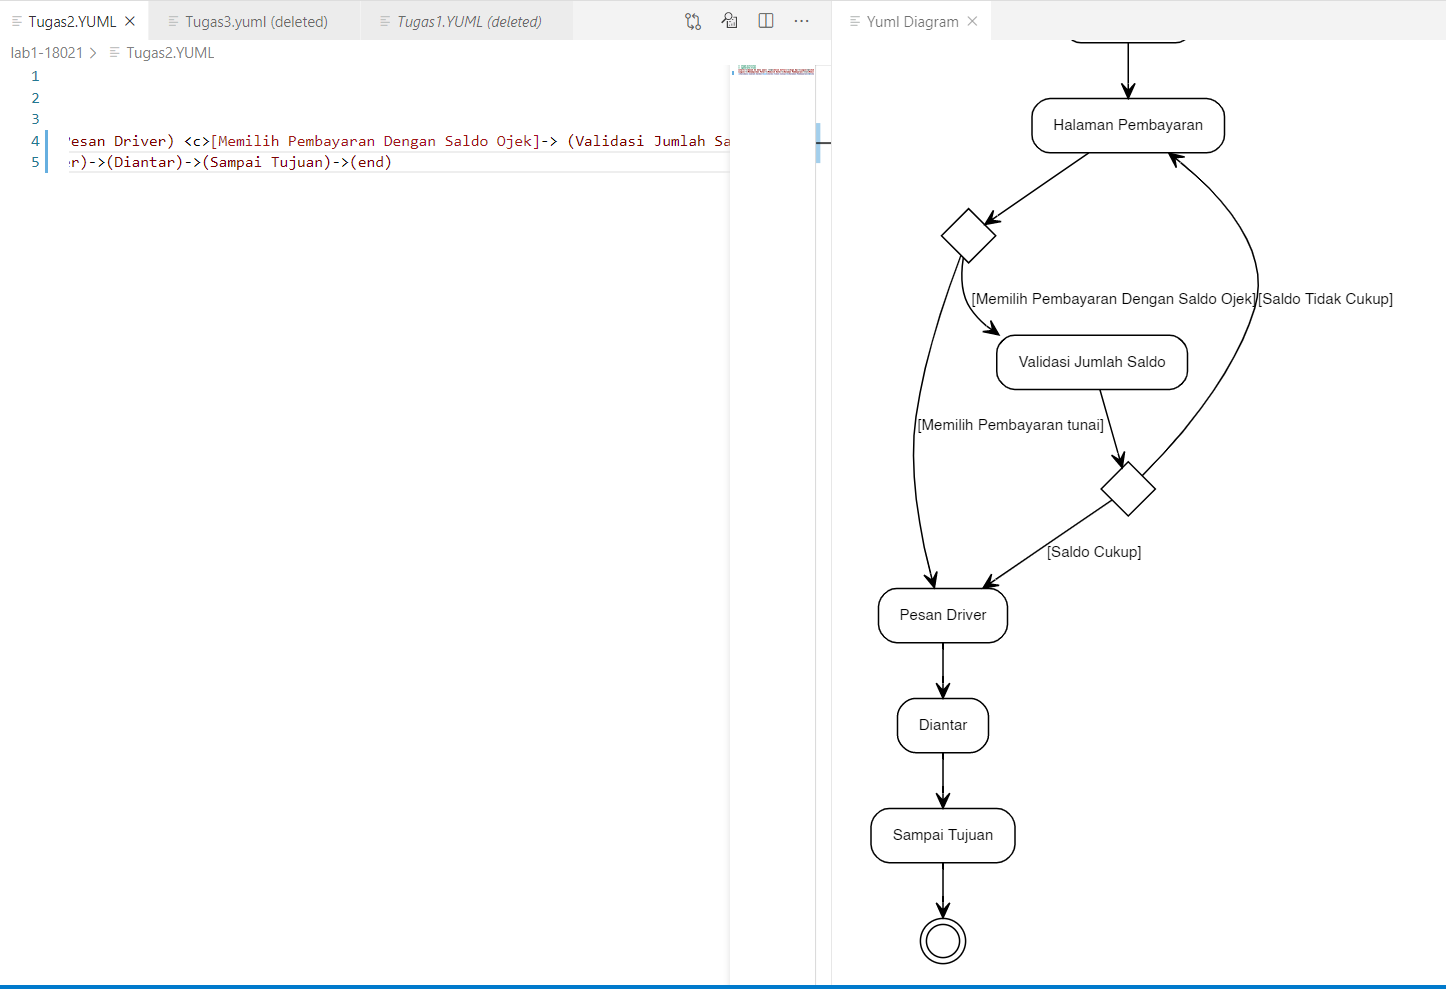 Tugas2.YUML
Tugas3.yuml (deleted)
Tugas1.YUML (deleted)
Yuml Diagram
lab1-18021 > Tugas2.YUML
1
2
3
4 esan Driver) <c>[Memilih Pembayaran Dengan Saldo Ojek]-> (Validasi Jumlah Sa
5 r)->(Diantar)->(Sampai Tujuan)->(end)
Halaman Pembayaran
[Memilih Pembayaran Dengan Saldo Ojek]
[Saldo Tidak Cukup]
Validasi Jumlah Saldo
[Memilih Pembayaran tunai]
[Saldo Cukup]
Pesan Driver
Diantar
Sampai Tujuan